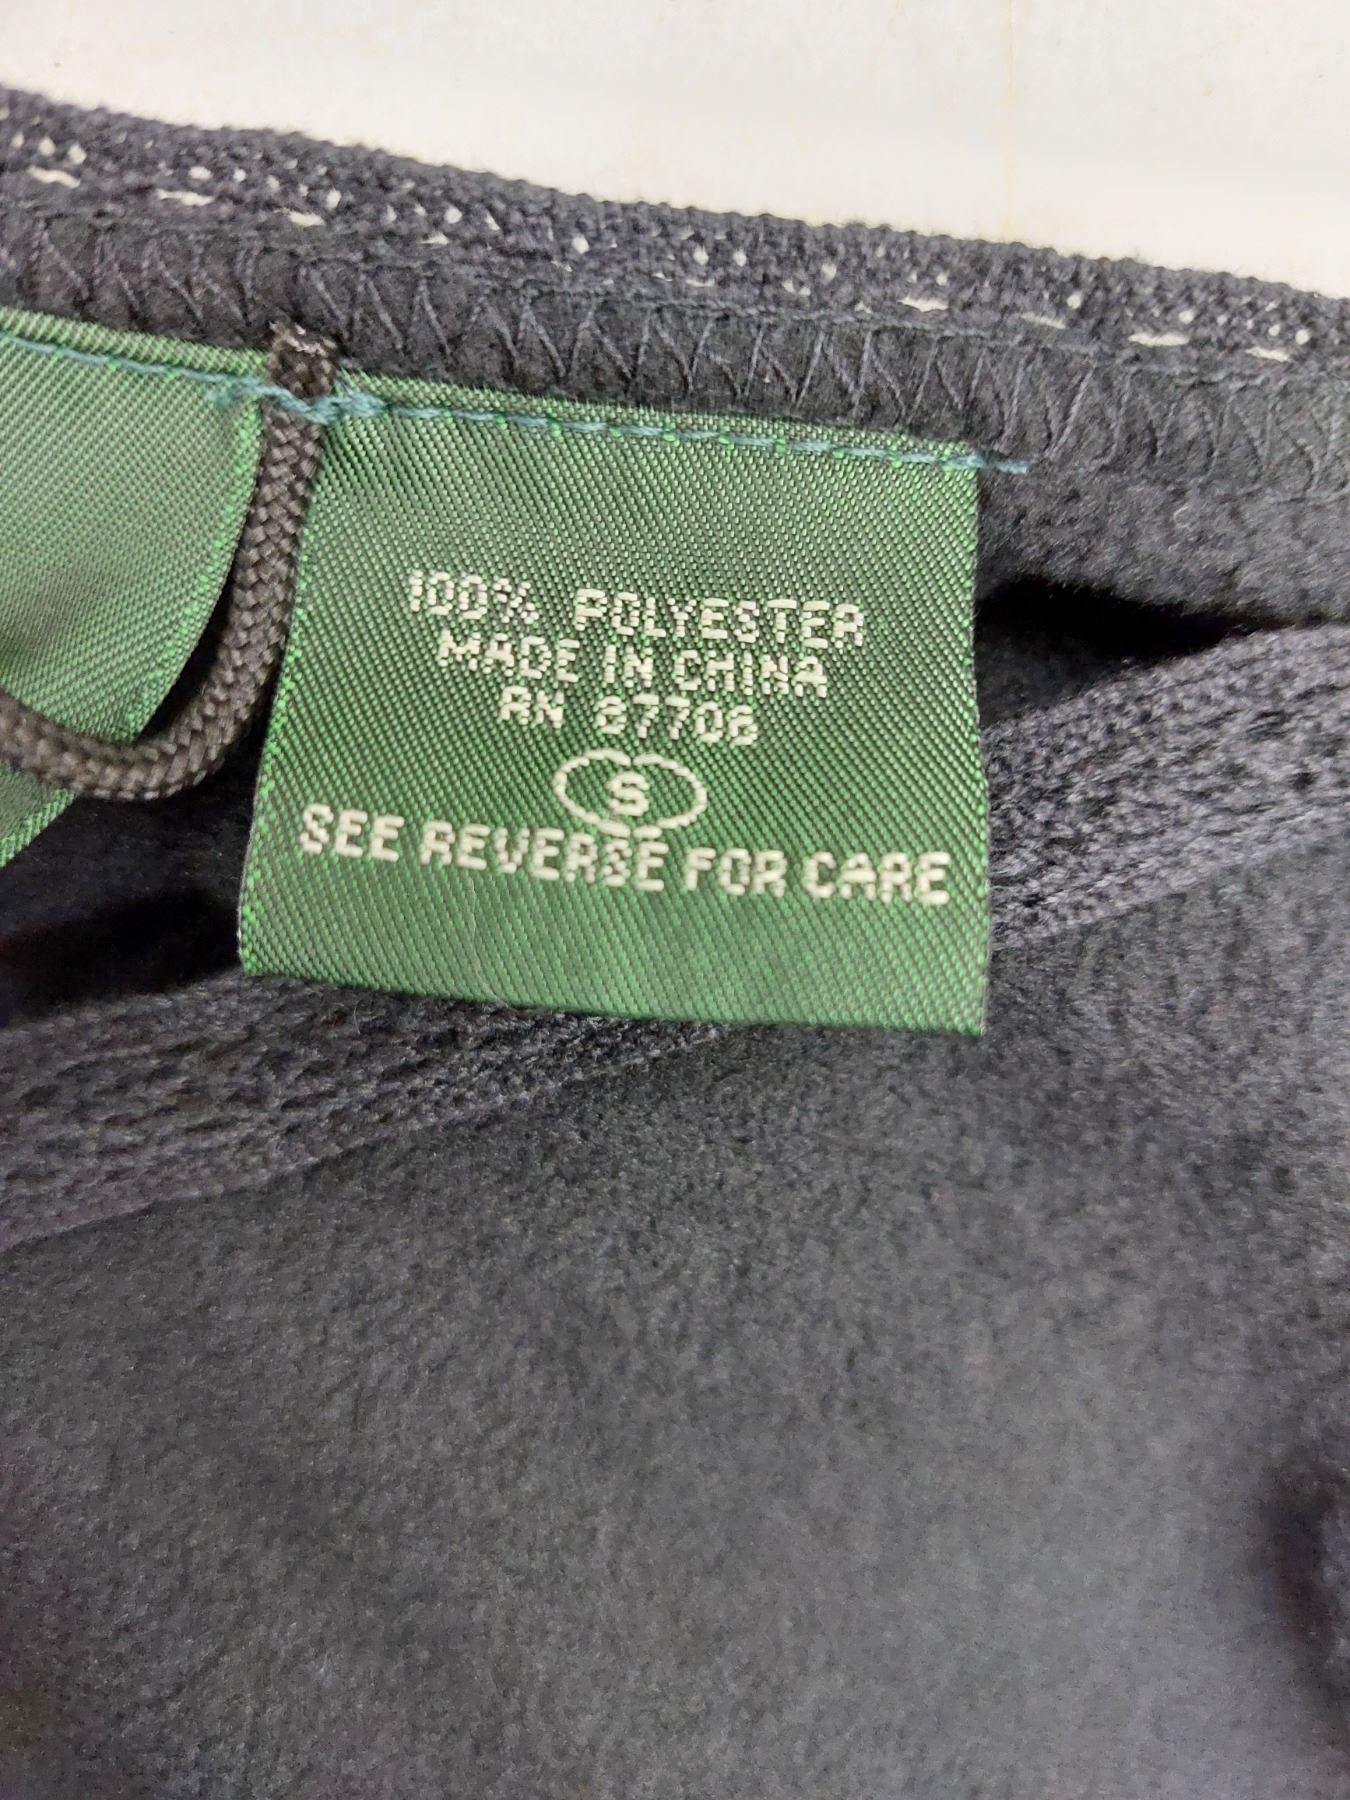 100% POLYESTER
MADE IN CHINA
RN 87706
S
SEE REVERSE FOR CARE